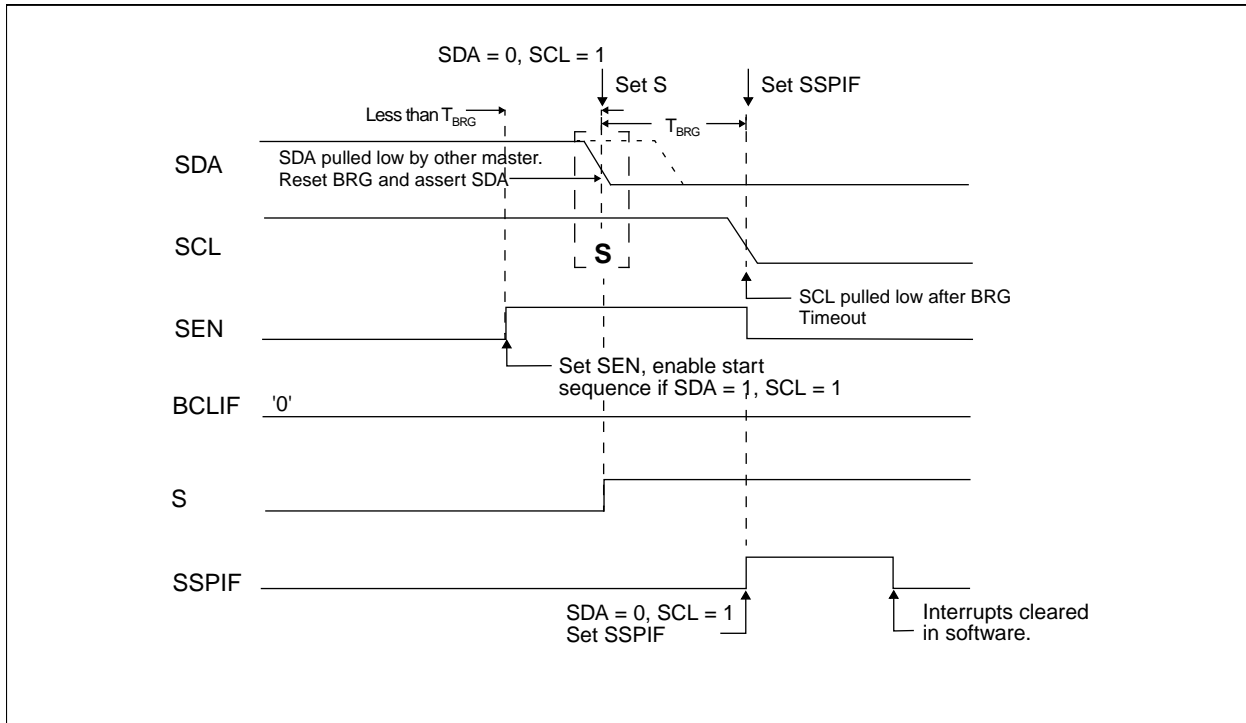 SDA = 0, SCL = 1
Set S
Set SSPIF
Less than TBRG
TBRG
SDA
SDA pulled low by other master.
Reset BRG and assert SDA
SCL
S
SCL pulled low after BRG
Timeout
SEN
Set SEN, enable start
sequence if SDA = 1, SCL = 1
BCLIF
'0'
S
SSPIF
SDA = 0, SCL = 1
Set SSPIF
Interrupts cleared
in software.